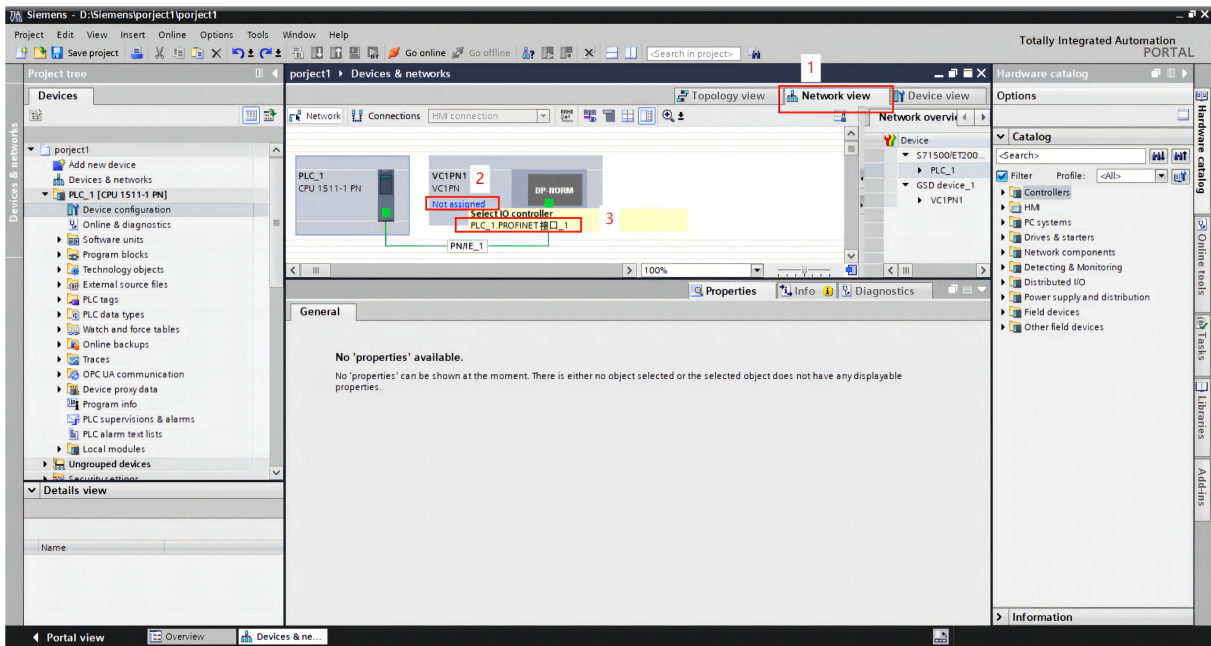 Siemens - D:\Siemens\porject1\porject1
Project Edit View Insert Online Options Tools Window Help
Save project Go online Go offline <Search in project>
Totally Integrated Automation
PORTAL
Project tree
Devices
Devices & networks
porject1
Add new device
Devices & networks
PLC_1 [CPU 1511-1 PN]
Device configuration
Online & diagnostics
Software units
Program blocks
Technology objects
External source files
PLC tags
PLC data types
Watch and force tables
Online backups
Traces
OPC UA communication
Device proxy data
Program info
PLC supervisions & alarms
PLC alarm text lists
Local modules
Ungrouped devices
Security settings
Details view
Name
porject1 Devices & networks
1
Topology view Network view Device view
Network Connections HMI connection
Network overvi
Device
S71500/ET200...
PLC_1
GSD device_1
VC1PN1
PLC_1
CPU 1511-1 PN
VC1PN1
VC1PN
2
DP-NORM
Not assigned
Select IO controller
PLC_1.PROFINET接口_1
3
PN/IE_1
100%
Properties Info Diagnostics
General
No 'properties' available.
No 'properties' can be shown at the moment. There is either no object selected or the selected object does not have any displayable
properties.
Hardware catalog
Options
Catalog
<Search>
Filter Profile: <All>
Controllers
HMI
PC systems
Drives & starters
Network components
Detecting & Monitoring
Distributed I/O
Power supply and distribution
Field devices
Other field devices
Information
Hardware catalog
Online tools
Tasks
Libraries
Add-ins
Portal view Overview Devices & ne...